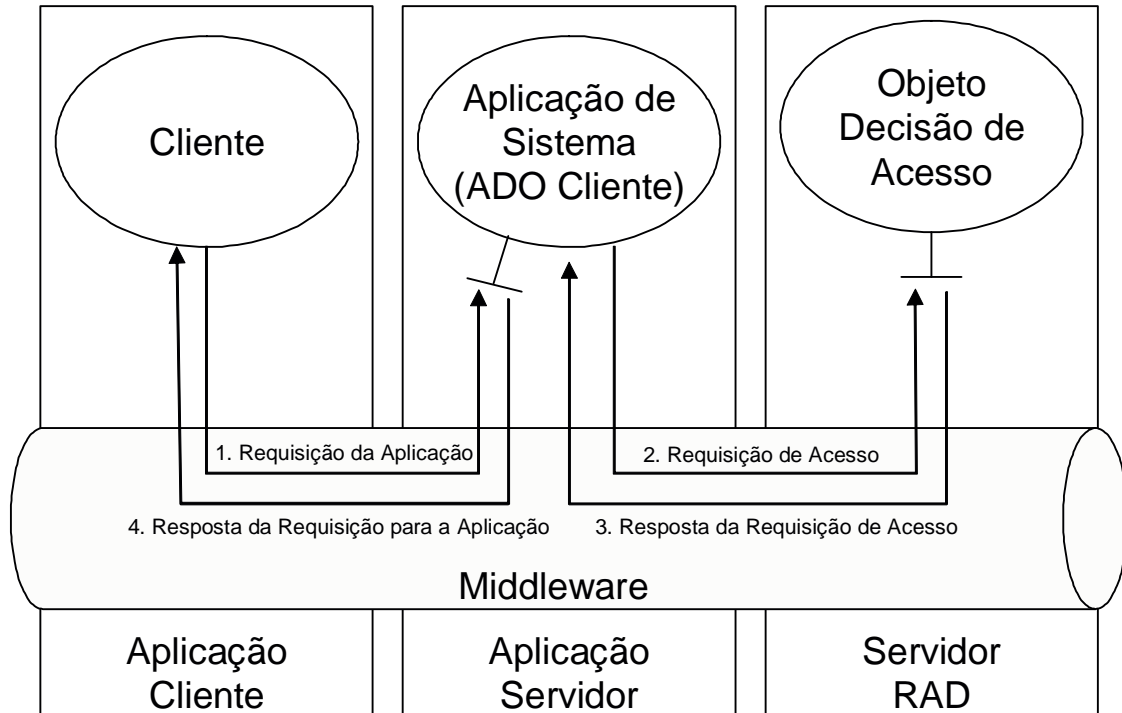 Cliente
Aplicação de
Sistema
(ADO Cliente)
Objeto
Decisão de
Acesso
1. Requisição da Aplicação
2. Requisição de Acesso
4. Resposta da Requisição para a Aplicação
3. Resposta da Requisição de Acesso
Middleware
Aplicação
Cliente
Aplicação
Servidor
Servidor
RAD